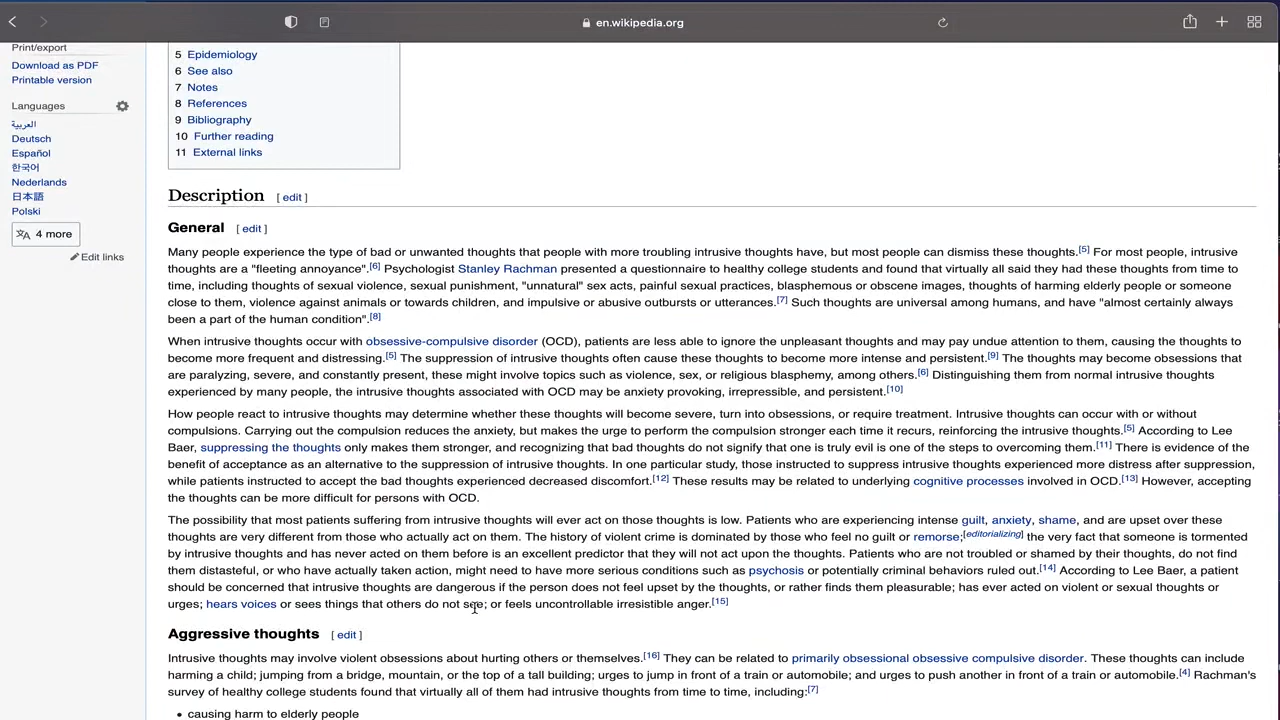 en.wikipedia.org
Print/export
Download as PDF
Printable version
Languages
العربية
Deutsch
Español
한국어
Nederlands
日本語
Polski
4 more
Edit links
5 Epidemiology
6 See also
7 Notes
8 References
9 Bibliography
10 Further reading
11 External links
Description [ edit ]
General [ edit ]
Many people experience the type of bad or unwanted thoughts that people with more troubling intrusive thoughts have, but most people can dismiss these thoughts.[5] For most people, intrusive
thoughts are a "fleeting annoyance".[6] Psychologist Stanley Rachman presented a questionnaire to healthy college students and found that virtually all said they had these thoughts from time to
time, including thoughts of sexual violence, sexual punishment, "unnatural" sex acts, painful sexual practices, blasphemous or obscene images, thoughts of harming elderly people or someone
close to them, violence against animals or towards children, and impulsive or abusive outbursts or utterances.[7] Such thoughts are universal among humans, and have "almost certainly always
been a part of the human condition".[8]
When intrusive thoughts occur with obsessive-compulsive disorder (OCD), patients are less able to ignore the unpleasant thoughts and may pay undue attention to them, causing the thoughts to
become more frequent and distressing.[5] The suppression of intrusive thoughts often cause these thoughts to become more intense and persistent.[9] The thoughts may become obsessions that
are paralyzing, severe, and constantly present, these might involve topics such as violence, sex, or religious blasphemy, among others.[6] Distinguishing them from normal intrusive thoughts
experienced by many people, the intrusive thoughts associated with OCD may be anxiety provoking, irrepressible, and persistent.[10]
How people react to intrusive thoughts may determine whether these thoughts will become severe, turn into obsessions, or require treatment. Intrusive thoughts can occur with or without
compulsions. Carrying out the compulsion reduces the anxiety, but makes the urge to perform the compulsion stronger each time it recurs, reinforcing the intrusive thoughts.[5] According to Lee
Baer, suppressing the thoughts only makes them stronger, and recognizing that bad thoughts do not signify that one is truly evil is one of the steps to overcoming them.[11] There is evidence of the
benefit of acceptance as an alternative to the suppression of intrusive thoughts. In one particular study, those instructed to suppress intrusive thoughts experienced more distress after suppression,
while patients instructed to accept the bad thoughts experienced decreased discomfort.[12] These results may be related to underlying cognitive processes involved in OCD.[13] However, accepting
the thoughts can be more difficult for persons with OCD.
The possibility that most patients suffering from intrusive thoughts will ever act on those thoughts is low. Patients who are experiencing intense guilt, anxiety, shame, and are upset over these
thoughts are very different from those who actually act on them. The history of violent crime is dominated by those who feel no guilt or remorse;[editorializing] the very fact that someone is tormented
by intrusive thoughts and has never acted on them before is an excellent predictor that they will not act upon the thoughts. Patients who are not troubled or shamed by their thoughts, do not find
them distasteful, or who have actually taken action, might need to have more serious conditions such as psychosis or potentially criminal behaviors ruled out.[14] According to Lee Baer, a patient
should be concerned that intrusive thoughts are dangerous if the person does not feel upset by the thoughts, or rather finds them pleasurable; has ever acted on violent or sexual thoughts or
urges; hears voices or sees things that others do not see; or feels uncontrollable irresistible anger.[15]
Aggressive thoughts [ edit ]
Intrusive thoughts may involve violent obsessions about hurting others or themselves.[16] They can be related to primarily obsessional obsessive compulsive disorder. These thoughts can include
harming a child; jumping from a bridge, mountain, or the top of a tall building; urges to jump in front of a train or automobile; and urges to push another in front of a train or automobile.[4] Rachman's
survey of healthy college students found that virtually all of them had intrusive thoughts from time to time, including:[7]
• causing harm to elderly people